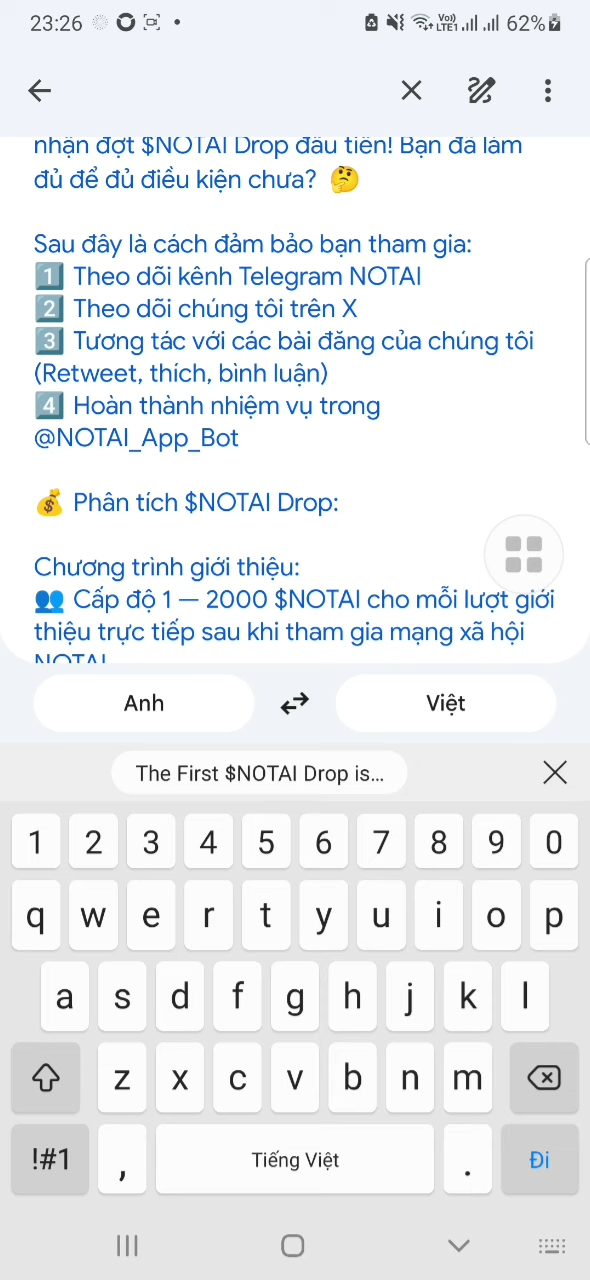 23:26
Vo))
LTE1
62%
nhận đợt $NOTAI Drop đầu tiên! Bạn đã làm
đủ để đủ điều kiện chưa? 🤔
Sau đây là cách đảm bảo bạn tham gia:
1️⃣ Theo dõi kênh Telegram NOTAI
2️⃣ Theo dõi chúng tôi trên X
3️⃣ Tương tác với các bài đăng của chúng tôi
(Retweet, thích, bình luận)
4️⃣ Hoàn thành nhiệm vụ trong
@NOTAI_App_Bot
💰 Phân tích $NOTAI Drop:
Chương trình giới thiệu:
👥 Cấp độ 1 — 2000 $NOTAI cho mỗi lượt giới
thiệu trực tiếp sau khi tham gia mạng xã hội
NOTAI
Anh
Việt
The First $NOTAI Drop is...
1 2 3 4 5 6 7 8 9 0
q w e r t y u i o p
a s d f g h j k l
z x c v b n m
!#1 , Tiếng Việt . Đi